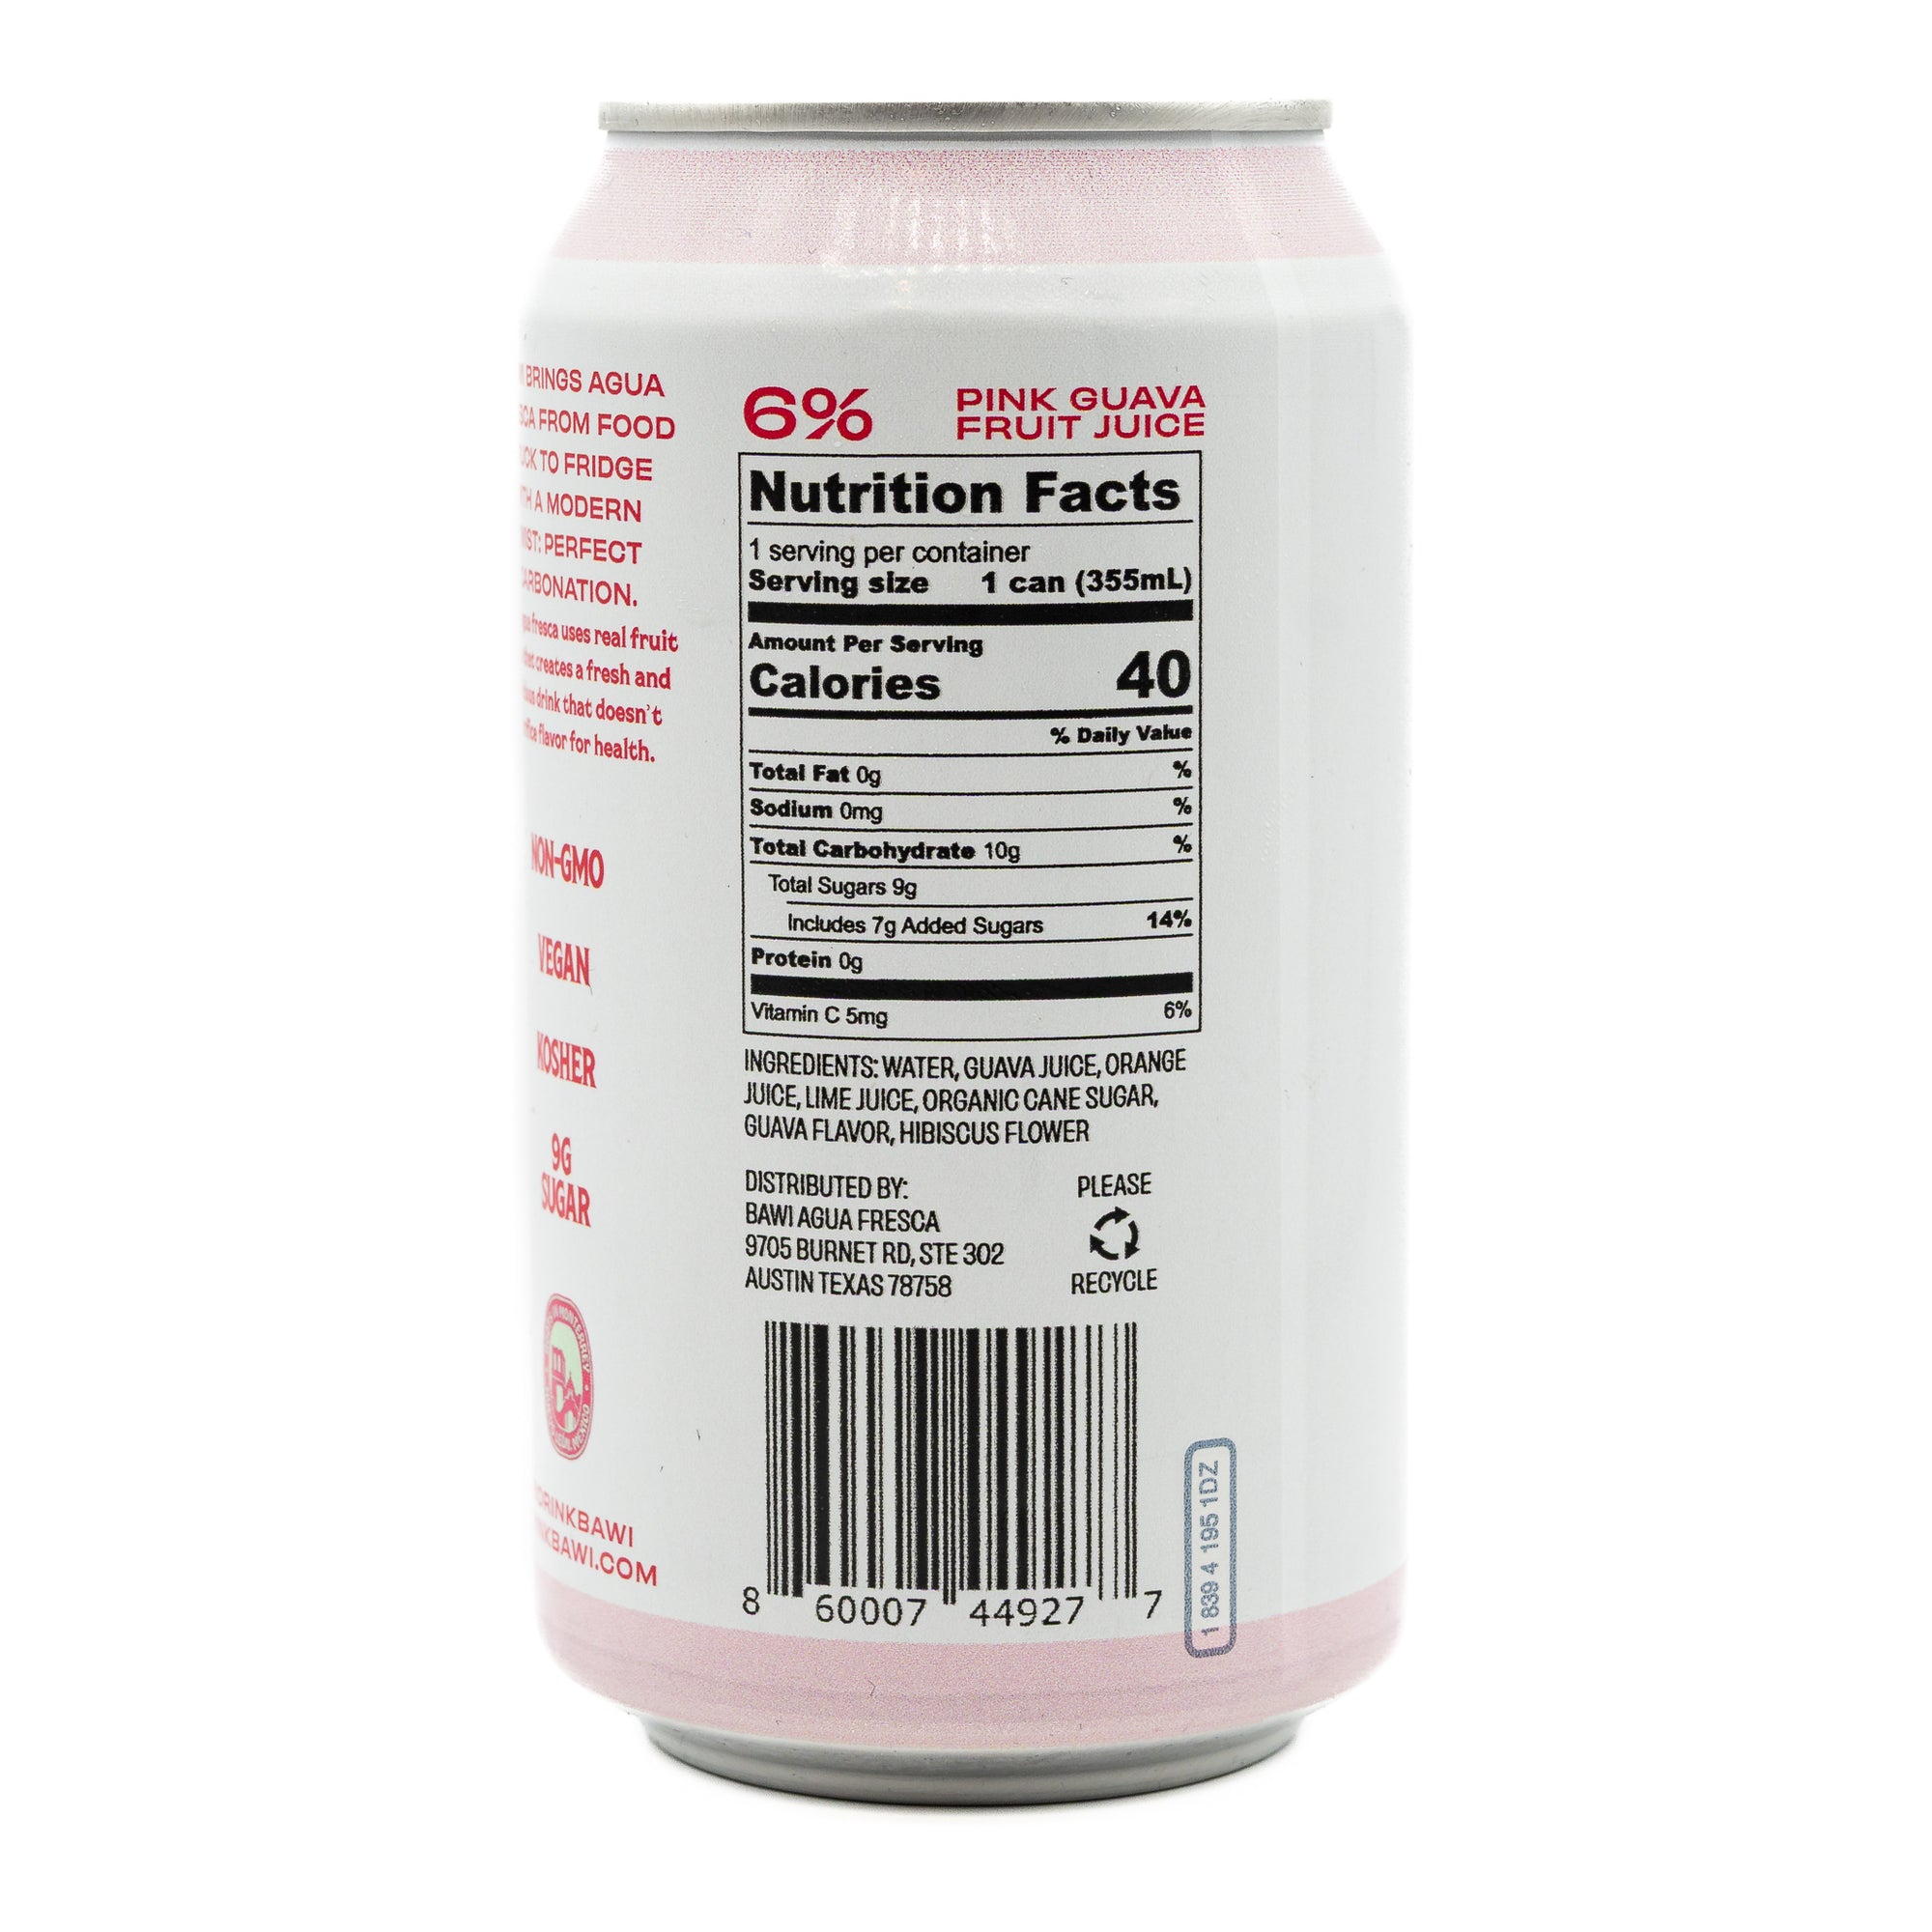 BRINGS AGUA
FROM FOOD
TO FRIDGE
A MODERN
PERFECT
fresca uses real fruit
creates a fresh and
drink that doesn't
flavor for health.
NON-GMO
VEGAN
KOSHER
9G
SUGAR
DRINKBAWI
6%
PINK GUAVA
FRUIT JUICE
Nutrition Facts
1 serving per container
Serving size 1 can (355mL)
Amount Per Serving
Calories 40
% Daily Value
Total Fat 0g %
Sodium 0mg %
Total Carbohydrate 10g %
Total Sugars 9g
Includes 7g Added Sugars 14%
Protein 0g
Vitamin C 5mg 6%
INGREDIENTS: WATER, GUAVA JUICE, ORANGE
JUICE, LIME JUICE, ORGANIC CANE SUGAR,
GUAVA FLAVOR, HIBISCUS FLOWER
DISTRIBUTED BY:
BAWI AGUA FRESCA
9705 BURNET RD, STE 302
AUSTIN TEXAS 78758
PLEASE
RECYCLE
8 60007 44927 7
1 839 4 195 1DZ